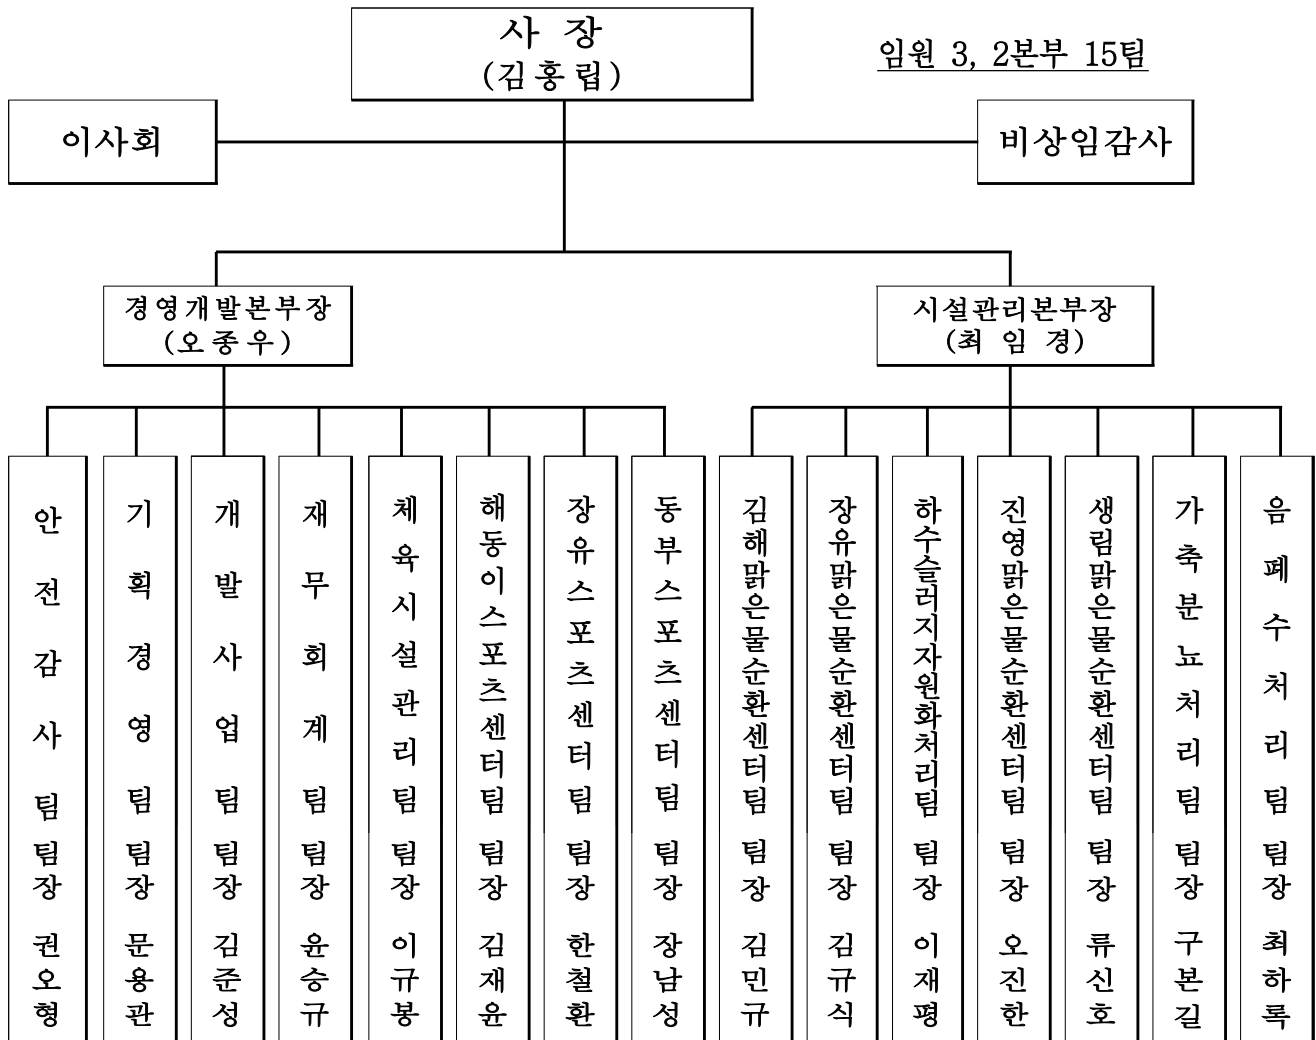 사 장
(김홍립)
임원 3, 2본부 15팀
이사회
비상임감사
경영개발본부장
(오종우)
시설관리본부장
(최 임 경)
안전감사팀 팀장 권오형
기획경영팀 팀장 문용관
개발사업팀 팀장 김준성
재무회계팀 팀장 윤승규
체육시설관리팀 팀장 이규봉
해동이스포츠센터팀 팀장 김재윤
장유스포츠센터팀 팀장 한철환
동부스포츠센터팀 팀장 장남성
김해맑은물순환센터팀 팀장 김민규
장유맑은물순환센터팀 팀장 김규식
하수슬러지자원화처리팀 팀장 이재평
진영맑은물순환센터팀 팀장 오진한
생림맑은물순환센터팀 팀장 류신호
가축분뇨처리팀 팀장 구본길
음폐수처리팀 팀장 최하록